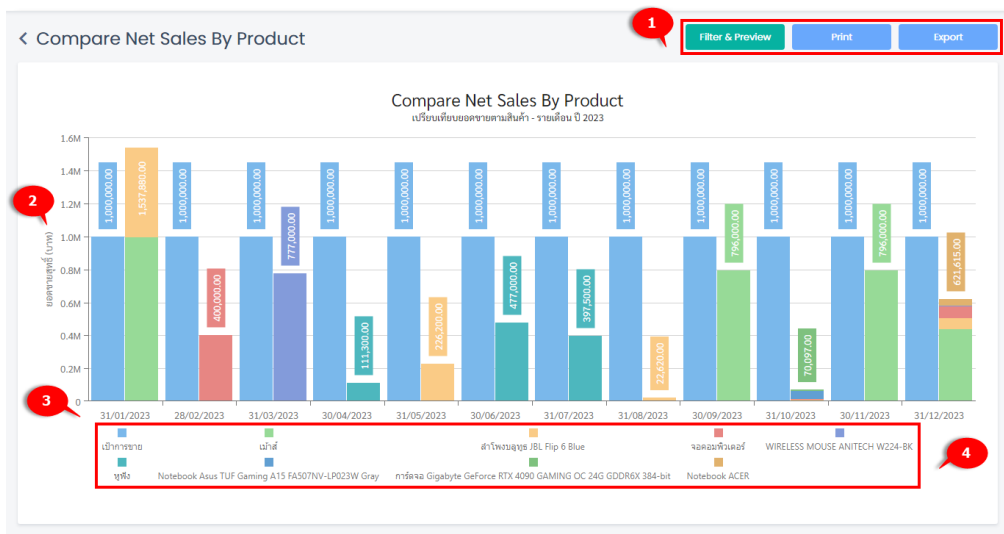 1
Compare Net Sales By Product
Filter & Preview
Print
Export
Compare Net Sales By Product
เปรียบเทียบยอดขายตามสินค้า - รายเดือน ปี 2023
2
ยอดขายสุทธิ์ (บาท)
1.6M
1.4M
1.2M
1.0M
0.8M
0.6M
0.4M
0.2M
0
1,000,000.00
1,537,880.00
1,000,000.00
400,000.00
1,000,000.00
777,000.00
1,000,000.00
111,300.00
1,000,000.00
226,200.00
1,000,000.00
477,000.00
1,000,000.00
397,500.00
1,000,000.00
22,620.00
1,000,000.00
796,000.00
1,000,000.00
70,097.00
1,000,000.00
796,000.00
1,000,000.00
621,615.00
3
31/01/2023 28/02/2023 31/03/2023 30/04/2023 31/05/2023 30/06/2023 31/07/2023 31/08/2023 30/09/2023 31/10/2023 30/11/2023 31/12/2023
เป้าการขาย เม้าส์ ลำโพงบลูทูธ JBL Flip 6 Blue จอคอมพิวเตอร์ WIRELESS MOUSE ANITECH W224-BK
หูฟัง Notebook Asus TUF Gaming A15 FA507NV-LP023W Gray การ์ดจอ Gigabyte GeForce RTX 4090 GAMING OC 24G GDDR6X 384-bit Notebook ACER
4